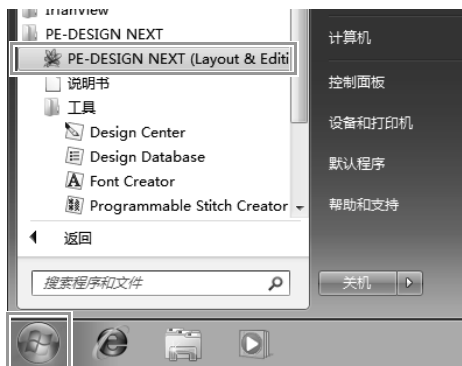 IrfanView
PE-DESIGN NEXT
PE-DESIGN NEXT (Layout & Editi
说明书
工具
Design Center
Design Database
Font Creator
Programmable Stitch Creator
返回
搜索程序和文件
计算机
控制面板
设备和打印机
默认程序
帮助和支持
关机